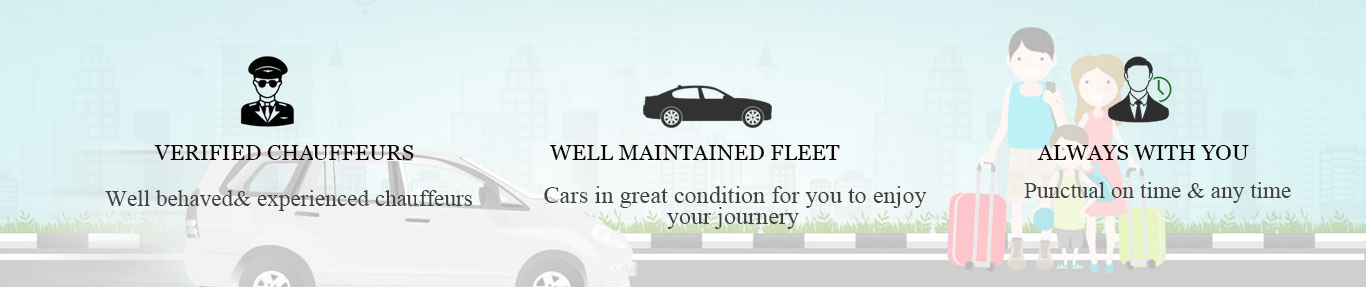 VERIFIED CHAUFFEURS
Well behaved& experienced chauffeurs
WELL MAINTAINED FLEET
Cars in great condition for you to enjoy
your journery
ALWAYS WITH YOU
Punctual on time & any time